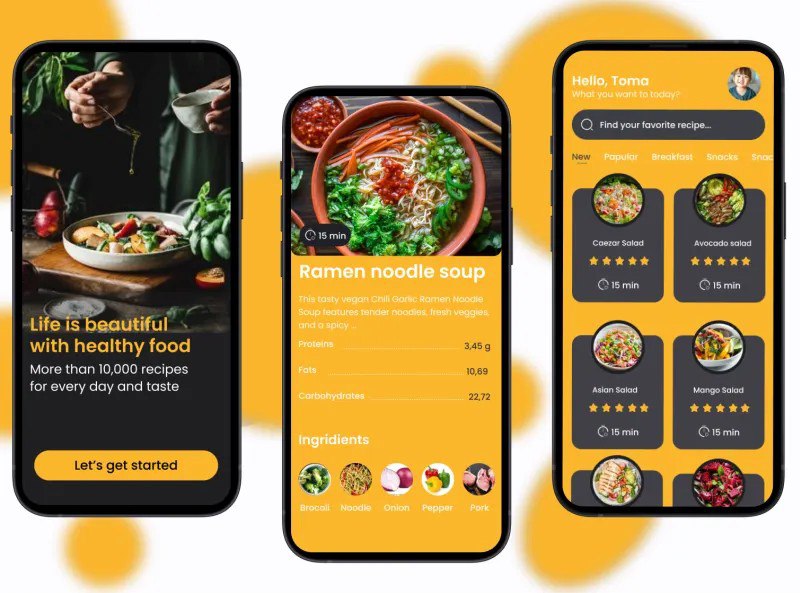 Life is beautiful
with healthy food
More than 10,000 recipes
for every day and taste
Let's get started
15 min
Ramen noodle soup
This tasty vegan Chili Garlic Ramen Noodle
Soup features tender noodles, fresh veggies,
and a spicy ...
Proteins 3,45 g
Fats 10,69
Carbohydrates 22,72
Ingridients
Brocoli Noodle Onion Pepper Pork
Hello, Toma
What you want to today?
Find your favorite recipe...
New Popular Breakfast Snacks Snac
Caezar Salad Avocado salad
15 min 15 min
Asian Salad Mango Salad
15 min 15 min